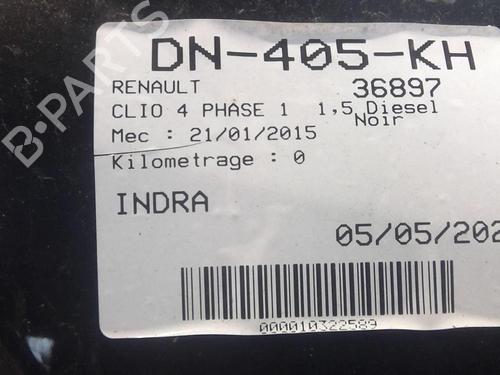 B-PARTS
DN-405-KH
RENAULT 36897
CLIO 4 PHASE 1 1,5 Diesel
Noir
Mec : 21/01/2015
Kilometrage : 0
INDRA
05/05/202
000010322589